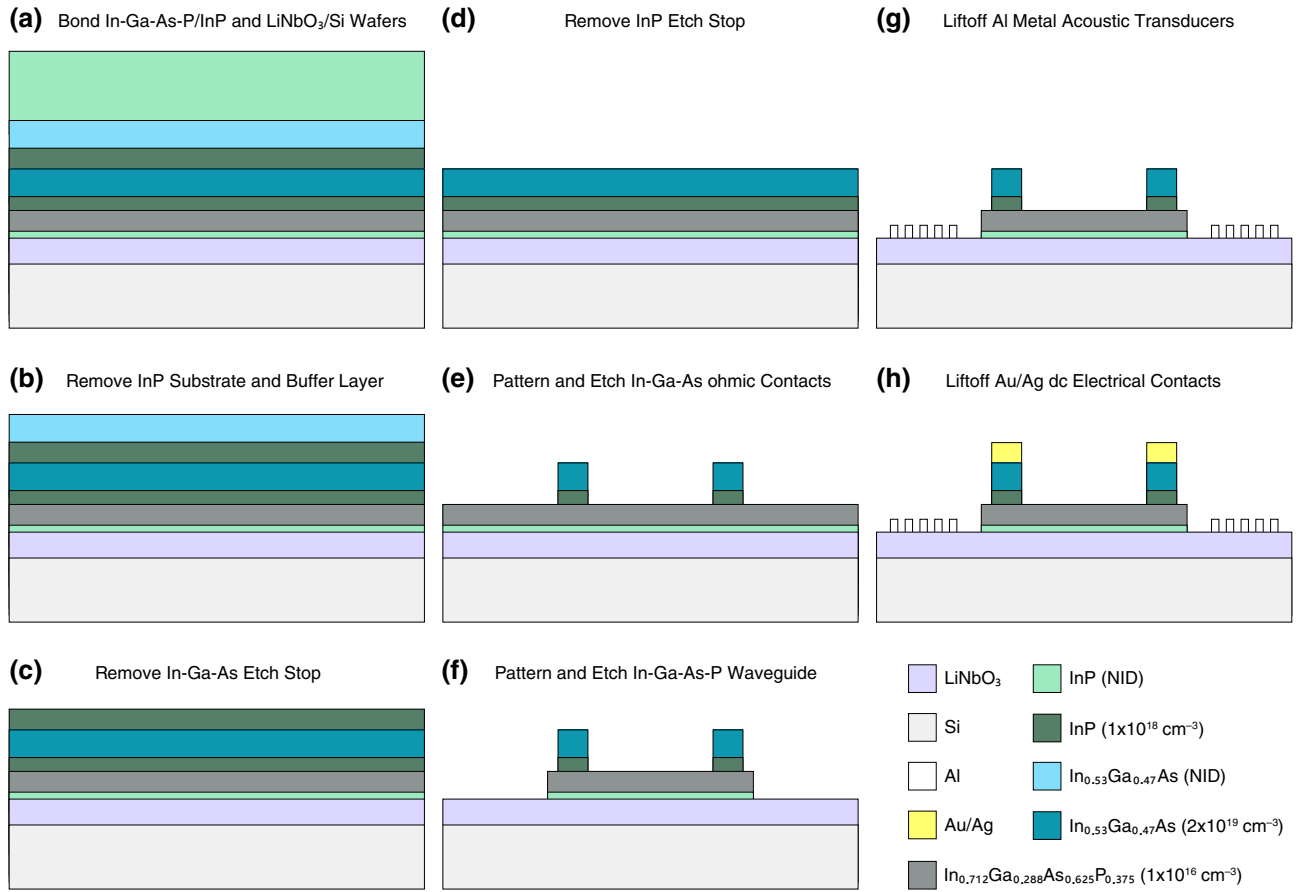 (a) Bond In-Ga-As-P/InP and LiNbO₃/Si Wafers
(b) Remove InP Substrate and Buffer Layer
(c) Remove In-Ga-As Etch Stop
(d) Remove InP Etch Stop
(e) Pattern and Etch In-Ga-As ohmic Contacts
(f) Pattern and Etch In-Ga-As-P Waveguide
(g) Liftoff Al Metal Acoustic Transducers
(h) Liftoff Au/Ag dc Electrical Contacts
LiNbO₃
Si
Al
Au/Ag
InP (NID)
InP (1x10¹⁸ cm⁻³)
In₀.₅₃Ga₀.₄₇As (NID)
In₀.₅₃Ga₀.₄₇As (2x10¹⁹ cm⁻³)
In₀.₇₁₂Ga₀.₂₈₈As₀.₆₂₅P₀.₃₇₅ (1x10¹⁶ cm⁻³)